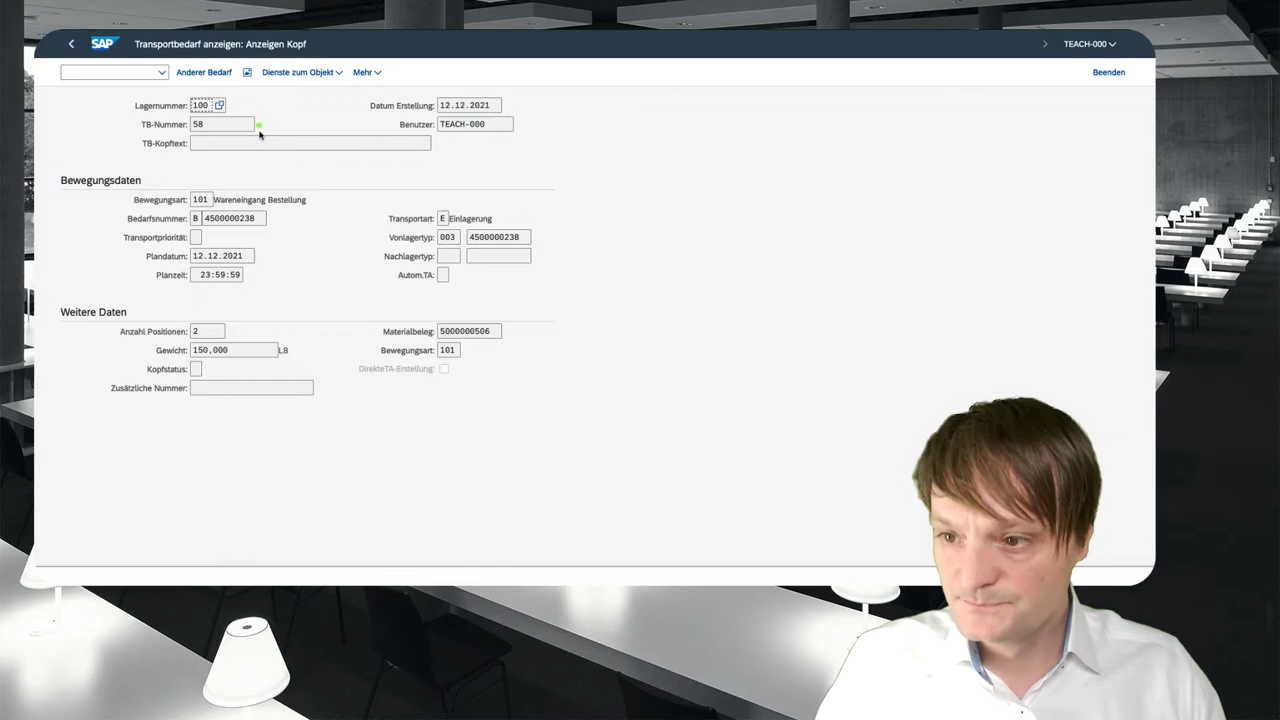 SAP Transportbedarf anzeigen: Anzeigen Kopf TEACH-000
Anderer Bedarf Dienste zum Objekt Mehr Beenden
Lagernummer: 100 Datum Erstellung: 12.12.2021
TB-Nummer: 58 Benutzer: TEACH-000
TB-Kopftext:
Bewegungsdaten
Bewegungsart: 101 Wareneingang Bestellung
Bedarfsnummer: B 4500000238 Transportart: E Einlagerung
Transportpriorität: Vonlagertyp: 003 4500000238
Plandatum: 12.12.2021 Nachlagertyp:
Planzeit: 23:59:59 Autom.TA:
Weitere Daten
Anzahl Positionen: 2 Materialbeleg: 5000000506
Gewicht: 150,000 LB Bewegungsart: 101
Kopfstatus: DirekteTA-Erstellung:
Zusätzliche Nummer: